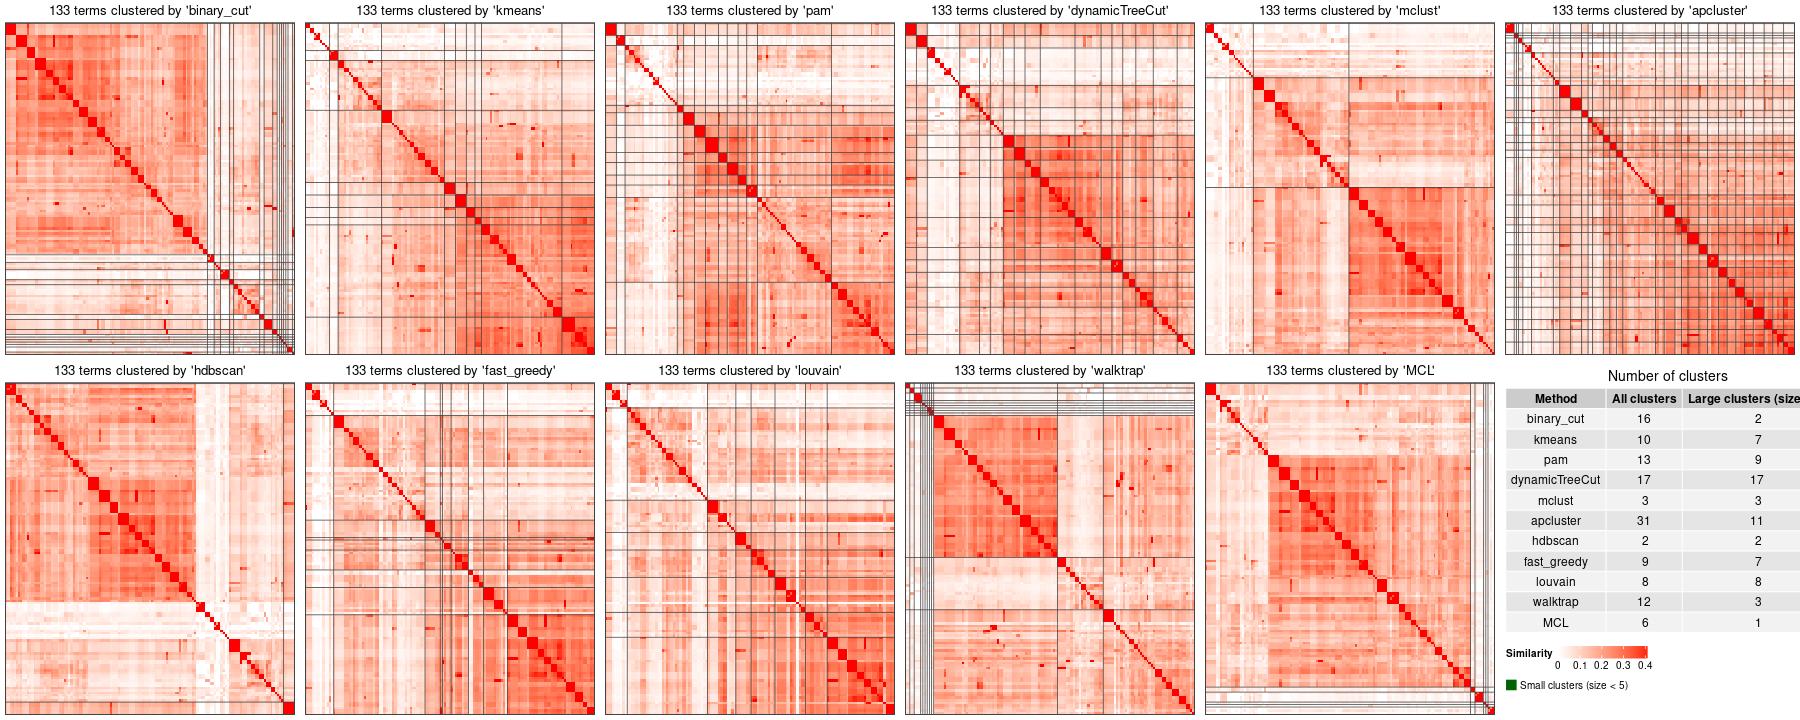 133 terms clustered by 'binary_cut'
133 terms clustered by 'kmeans'
133 terms clustered by 'pam'
133 terms clustered by 'dynamicTreeCut'
133 terms clustered by 'mclust'
133 terms clustered by 'apcluster'
133 terms clustered by 'hdbscan'
133 terms clustered by 'fast_greedy'
133 terms clustered by 'louvain'
133 terms clustered by 'walktrap'
133 terms clustered by 'MCL'
Number of clusters
Method All clusters Large clusters (size
binary_cut 16 2
kmeans 10 7
pam 13 9
dynamicTreeCut 17 17
mclust 3 3
apcluster 31 11
hdbscan 2 2
fast_greedy 9 7
louvain 8 8
walktrap 12 3
MCL 6 1
Similarity
0 0.1 0.2 0.3 0.4
Small clusters (size < 5)